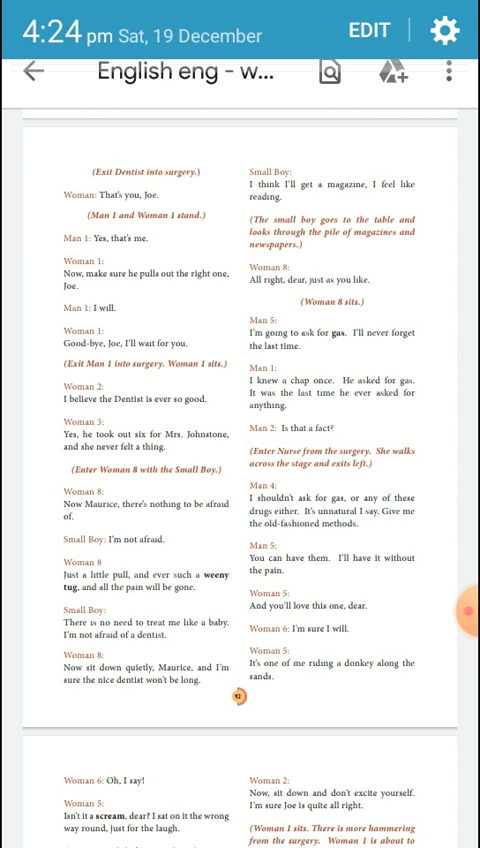 4:24 pm Sat, 19 December
EDIT
English eng - w...
(Exit Dentist into surgery.)
Woman: That's you, Joe.
(Man 1 and Woman 1 stand.)
Man 1: Yes, that's me.
Woman 1:
Now, make sure he pulls out the right one,
Joe.
Man 1: I will.
Woman 1:
Good-bye, Joe, I'll wait for you.
(Exit Man 1 into surgery. Woman 1 sits.)
Woman 2:
I believe the Dentist is ever so good.
Woman 3:
Yes, he took out six for Mrs. Johnstone,
and she never felt a thing.
(Enter Woman 8 with the Small Boy.)
Woman 8:
Now Maurice, there's nothing to be afraid
of.
Small Boy: I'm not afraid.
Woman 8
Just a little pull, and ever such a weeny
tug, and all the pain will be gone.
Small Boy:
There is no need to treat me like a baby.
I'm not afraid of a dentist.
Woman 8:
Now sit down quietly, Maurice, and I'm
sure the nice dentist won't be long.
Small Boy:
I think I'll get a magazine, I feel like
reading.
(The small boy goes to the table and
looks through the pile of magazines and
newspapers.)
Woman 8:
All right, dear, just as you like.
(Woman 8 sits.)
Man 5:
I'm going to ask for gas. I'll never forget
the last time.
Man 1:
I knew a chap once. He asked for gas.
It was the last time he ever asked for
anything.
Man 2: Is that a fact?
(Enter Nurse from the surgery. She walks
across the stage and exits left.)
Man 4:
I shouldn't ask for gas, or any of these
drugs either. It's unnatural I say. Give me
the old-fashioned methods.
Man 5:
You can have them. I'll have it without
the pain.
Woman 5:
And you'll love this one, dear.
Woman 6: I'm sure I will.
Woman 5:
It's one of me riding a donkey along the
sands.
92
Woman 6: Oh, I say!
Woman 5:
Isn't it a scream, dear? I sat on it the wrong
way round, just for the laugh.
Woman 2:
Now, sit down and don't excite yourself.
I'm sure Joe is quite all right.
(Woman 1 sits. There is more hammering
from the surgery. Woman 1 is about to